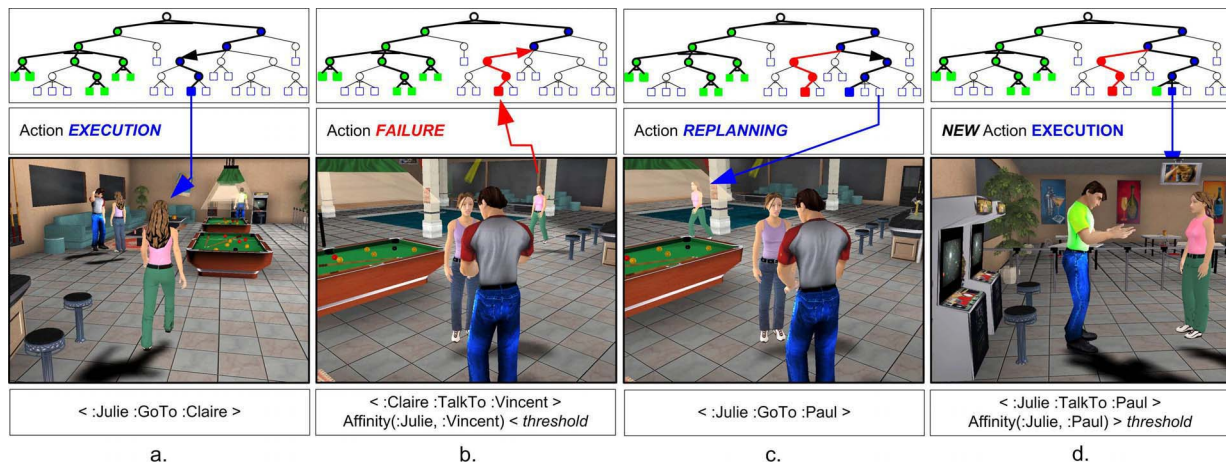 Action EXECUTION
Action FAILURE
Action REPLANNING
NEW Action EXECUTION
< :Julie :GoTo :Claire >
< :Claire :TalkTo :Vincent >
Affinity(:Julie, :Vincent) < threshold
< :Julie :GoTo :Paul >
< :Julie :TalkTo :Paul >
Affinity(:Julie, :Paul) > threshold
a.
b.
c.
d.